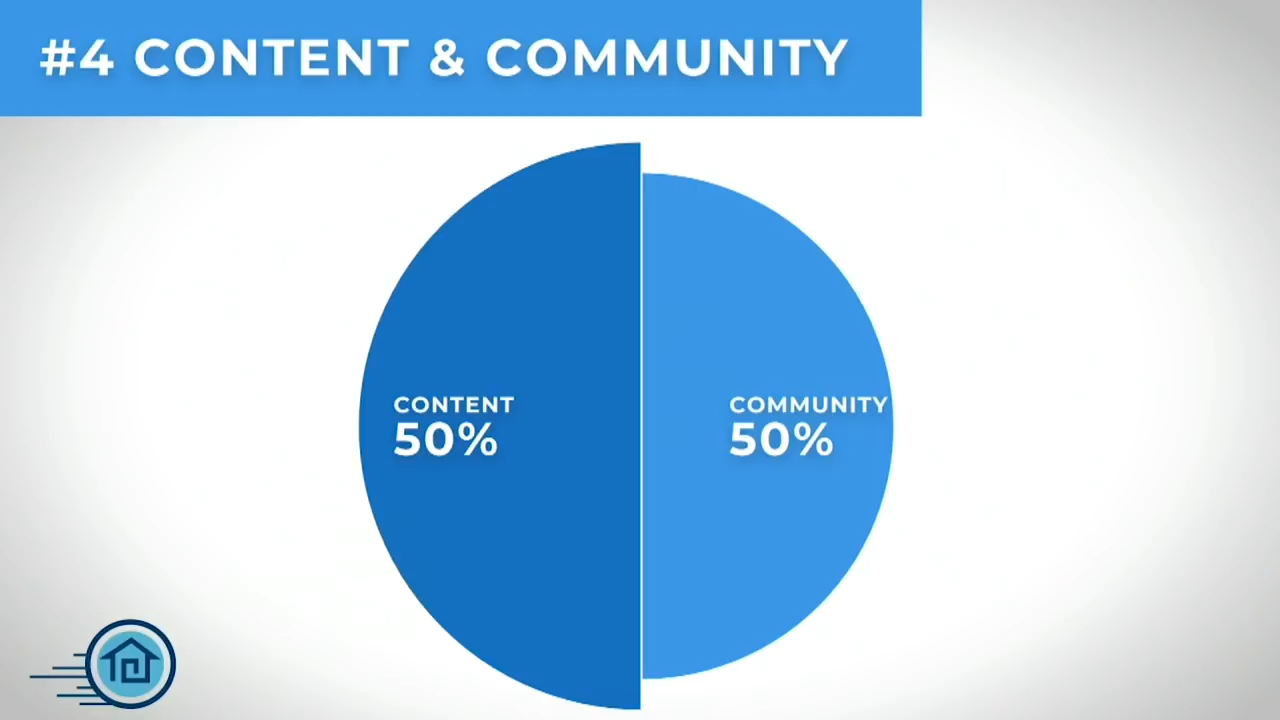 #4 CONTENT & COMMUNITY
CONTENT
50%
COMMUNITY
50%